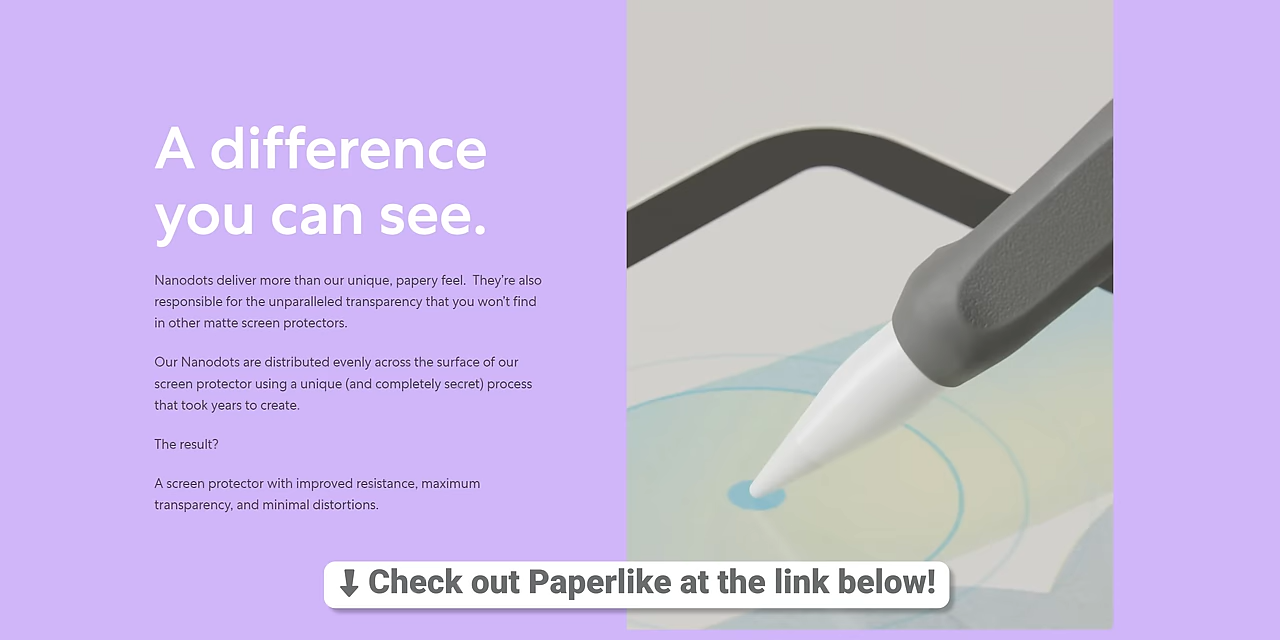 A difference
you can see.
Nanodots deliver more than our unique, papery feel.  They're also
responsible for the unparalleled transparency that you won't find
in other matte screen protectors.
Our Nanodots are distributed evenly across the surface of our
screen protector using a unique (and completely secret) process
that took years to create.
The result?
A screen protector with improved resistance, maximum
transparency, and minimal distortions.
Check out Paperlike at the link below!